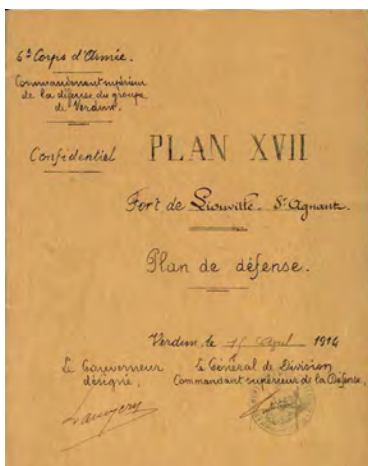 6e Corps d'Armée.
Commandement supérieur
de la défense du groupe
de Verdun.
Confidentiel
PLAN XVII
Fort de Liouville. St Agnant.
Plan de défense.
Verdun, le 15 April 1914
Le Gouverneur
désigné,
Le Général de Division
Commandant supérieur de la Défense,